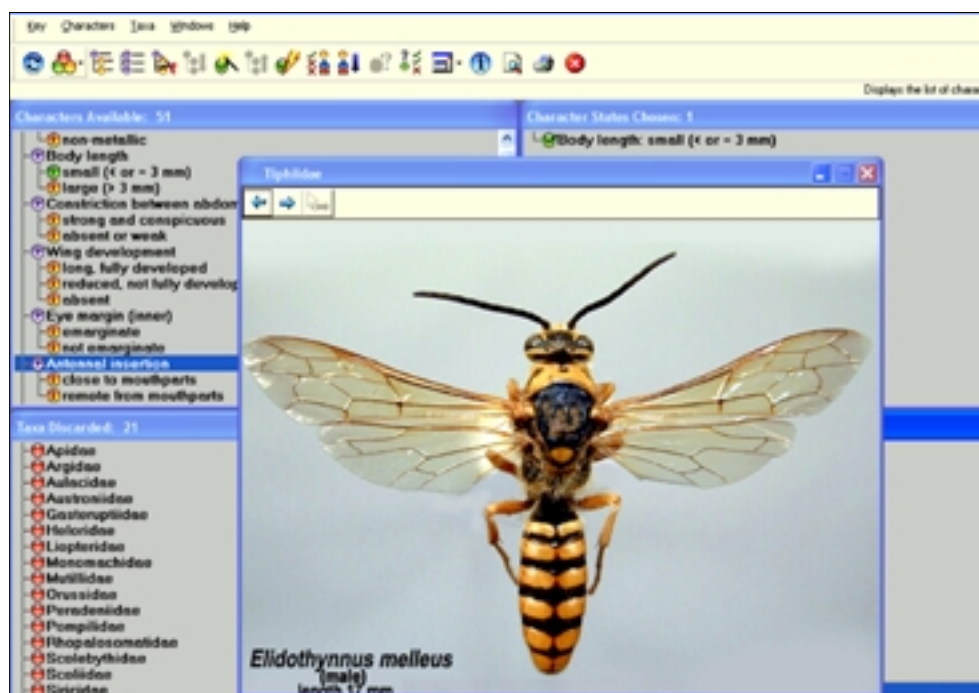 Key Characters Taxa Windows Help
Displays the list of chara
Characters Available: 51
non-metallic
Body length
small (< or = 3 mm)
large (> 3 mm)
Constriction between abdom
strong and conspicuous
absent or weak
Wing development
long, fully developed
reduced, not fully develop
absent
Eye margin (inner)
emarginate
not emarginate
Antennal insertion
close to mouthparts
remote from mouthparts
Character States Chosen: 1
Body length: small (< or = 3 mm)
Tiphiidae
Elidothynnus melleus
(male)
length 17 mm
Taxa Discarded: 21
Apidae
Argidae
Aulacidae
Austroniidae
Gasteruptiidae
Heloridae
Liopteridae
Monomachidae
Mutillidae
Orussidae
Peradeniidae
Pompilidae
Rhopalosomatidae
Scolebythidae
Scoliidae
Siricidae